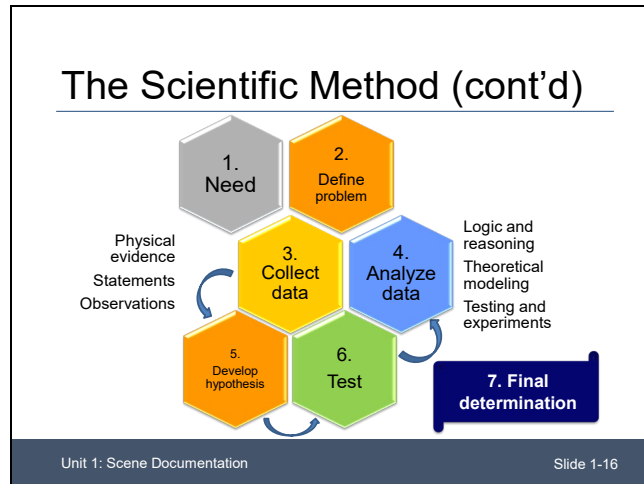 The Scientific Method (cont’d)
1.
Need
2.
Define
problem
Physical
evidence
Statements
Observations
3.
Collect
data
4.
Analyze
data
Logic and
reasoning
Theoretical
modeling
Testing and
experiments
5.
Develop
hypothesis
6.
Test
7. Final
determination
Unit 1: Scene Documentation
Slide 1-16